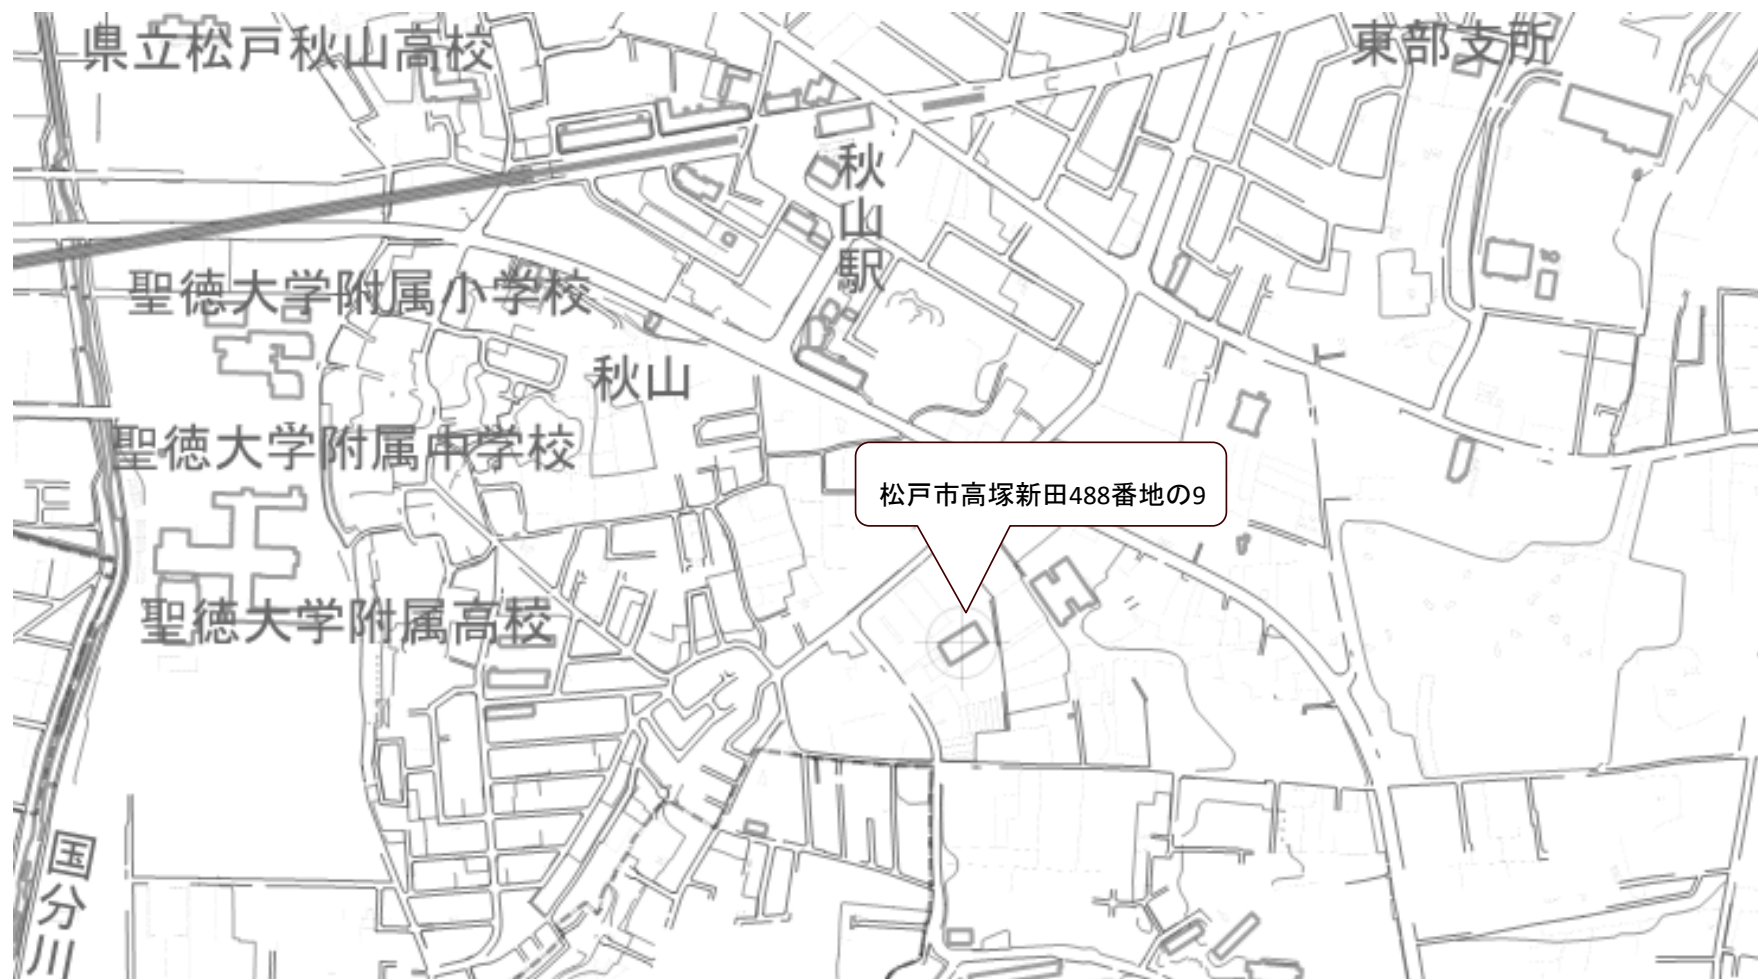 県立松戸秋山高校
東部支所
秋山駅
聖徳大学附属小学校
秋山
聖徳大学附属中学校
松戸市高塚新田488番地の9
聖徳大学附属高校
国分川